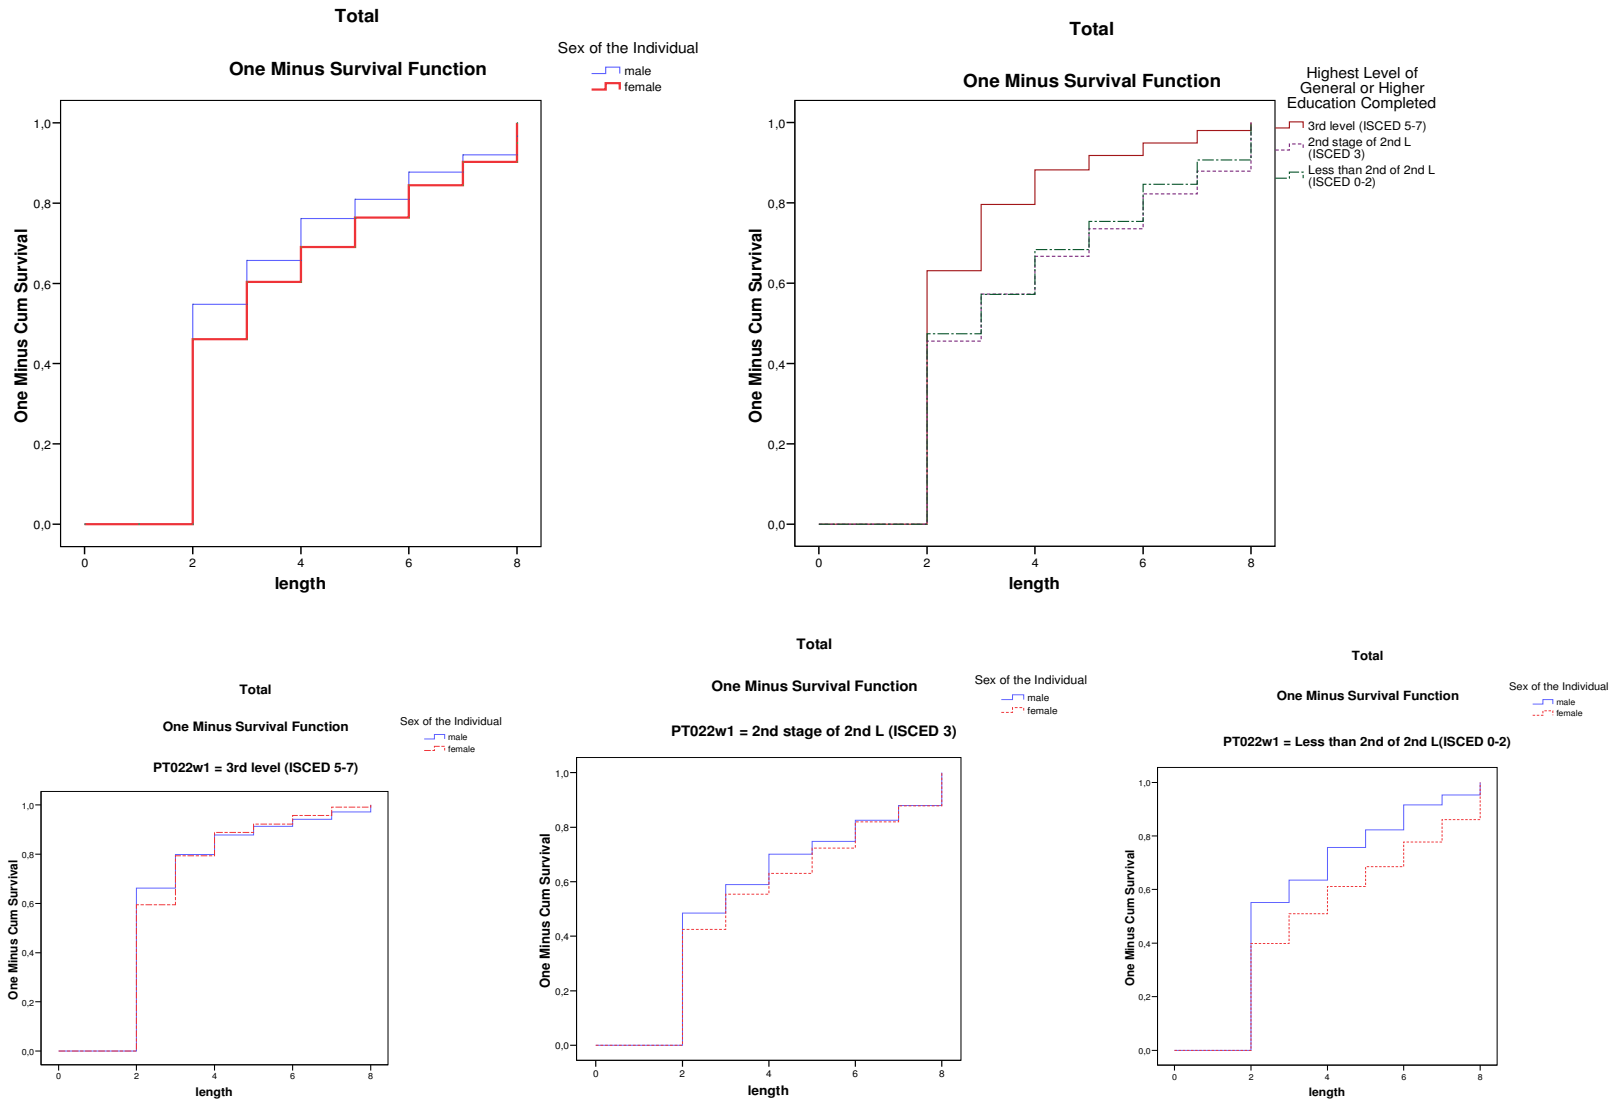 Total
One Minus Survival Function
Sex of the Individual
male
female
One Minus Cum Survival
1,0
0,8
0,6
0,4
0,2
0,0
0
2
4
6
8
length
Total
One Minus Survival Function
Highest Level of
General or Higher
Education Completed
3rd level (ISCED 5-7)
2nd stage of 2nd L
(ISCED 3)
Less than 2nd of 2nd L
(ISCED 0-2)
One Minus Cum Survival
1,0
0,8
0,6
0,4
0,2
0,0
0
2
4
6
8
length
Total
One Minus Survival Function
Sex of the Individual
male
female
PT022w1 = 3rd level (ISCED 5-7)
One Minus Cum Survival
1,0
0,8
0,6
0,4
0,2
0,0
0
2
4
6
8
length
Total
One Minus Survival Function
Sex of the Individual
male
female
PT022w1 = 2nd stage of 2nd L (ISCED 3)
One Minus Cum Survival
1,0
0,8
0,6
0,4
0,2
0,0
0
2
4
6
8
length
Total
One Minus Survival Function
Sex of the Individual
male
female
PT022w1 = Less than 2nd of 2nd L(ISCED 0-2)
One Minus Cum Survival
1,0
0,8
0,6
0,4
0,2
0,0
0
2
4
6
8
length